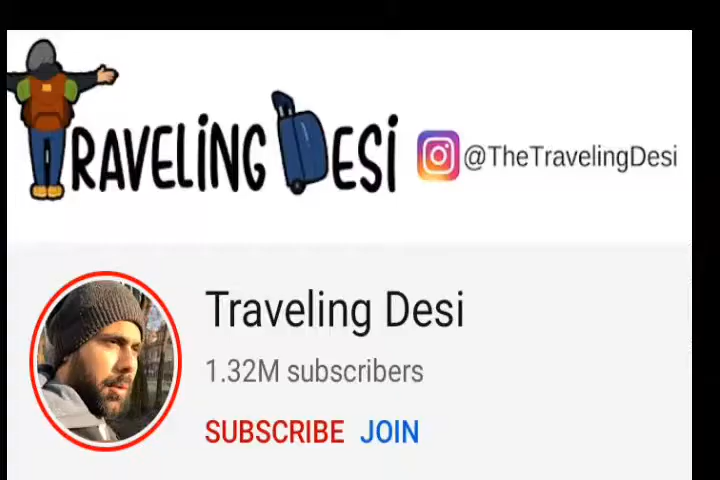 TRAVELiNG DESi
@TheTravelingDesi
Traveling Desi
1.32M subscribers
SUBSCRIBE JOIN